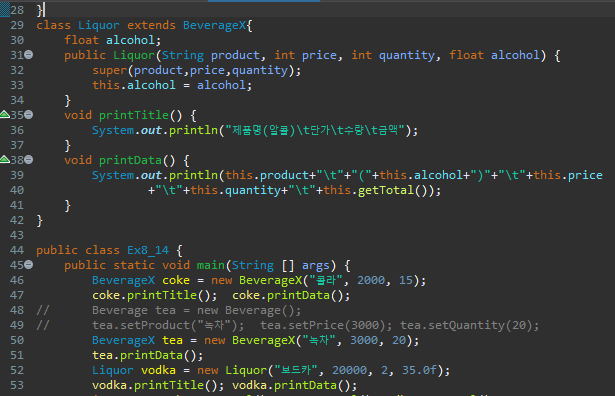 28 }
29 class Liquor extends BeverageX{
30     float alcohol;
31     public Liquor(String product, int price, int quantity, float alcohol) {
32         super(product,price,quantity);
33         this.alcohol = alcohol;
34     }
35     void printTitle() {
36         System.out.println("제품명(알콜)\t단가\t수량\t금액");
37     }
38     void printData() {
39         System.out.println(this.product+"\t"+"("+this.alcohol+")"+"\t"+this.price
40                 +"\t"+this.quantity+"\t"+this.getTotal());
41     }
42 }
43
44 public class Ex8_14 {
45     public static void main(String [] args) {
46         BeverageX coke = new BeverageX("콜라", 2000, 15);
47         coke.printTitle();  coke.printData();
48 //      Beverage tea = new Beverage();
49 //      tea.setProduct("녹차");  tea.setPrice(3000); tea.setQuantity(20);
50         BeverageX tea = new BeverageX("녹차", 3000, 20);
51         tea.printData();
52         Liquor vodka = new Liquor("보드카", 20000, 2, 35.0f);
53         vodka.printTitle(); vodka.printData();